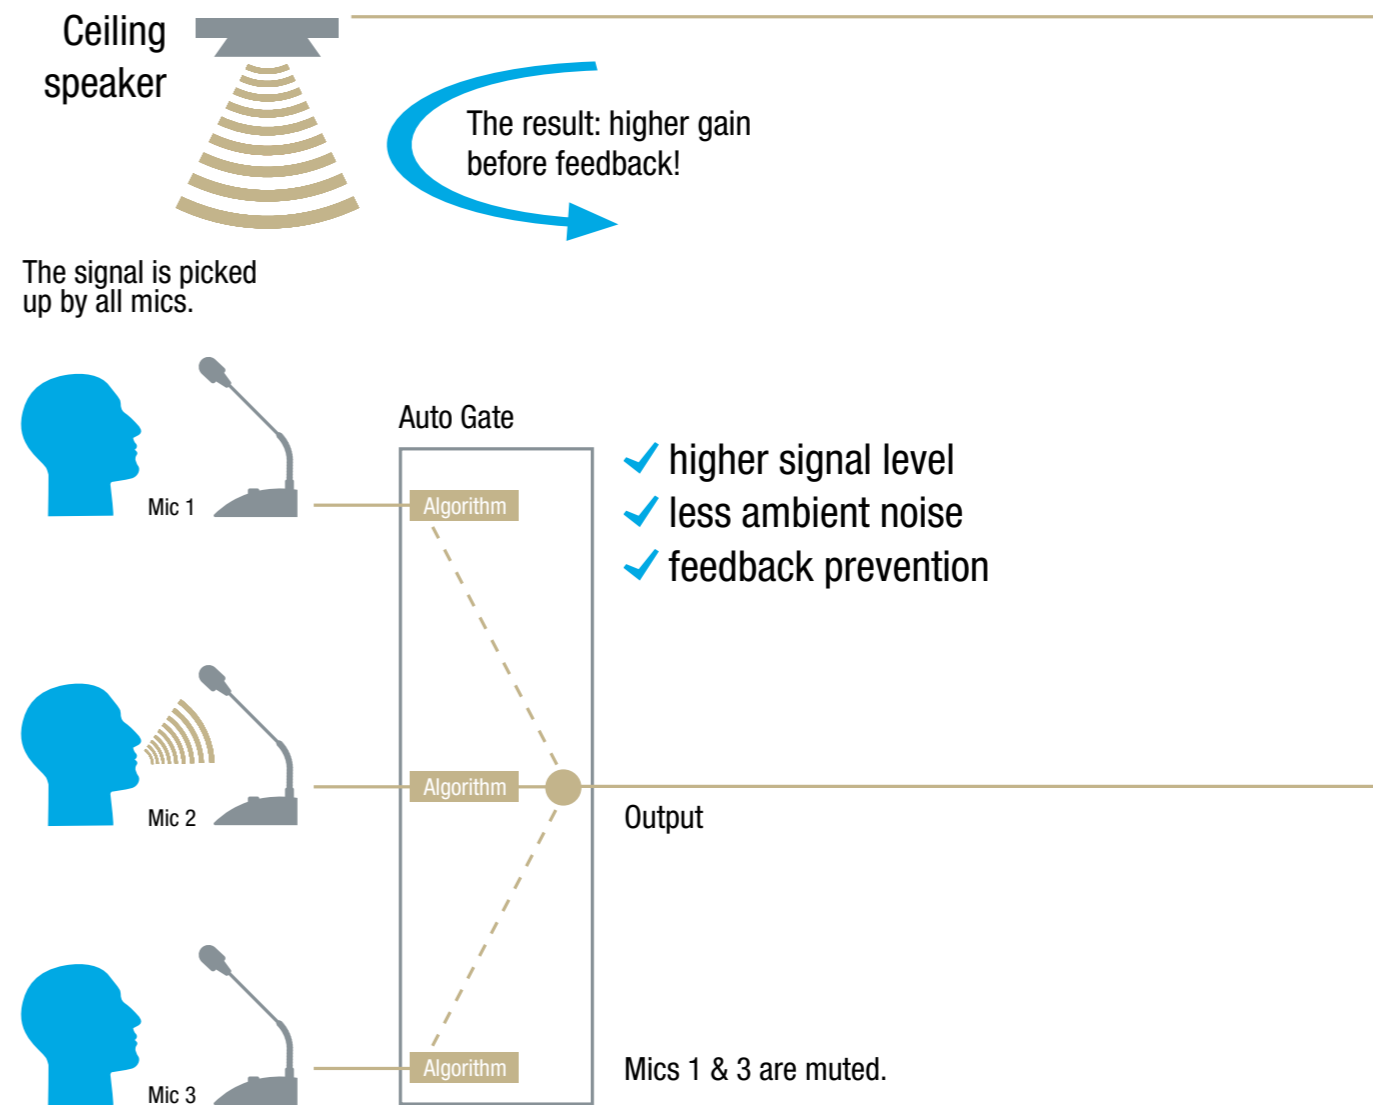 Ceiling
speaker
The result: higher gain
before feedback!
The signal is picked
up by all mics.
Auto Gate
Mic 1
Algorithm
higher signal level
less ambient noise
feedback prevention
Mic 2
Algorithm
Output
Mic 3
Algorithm
Mics 1 & 3 are muted.